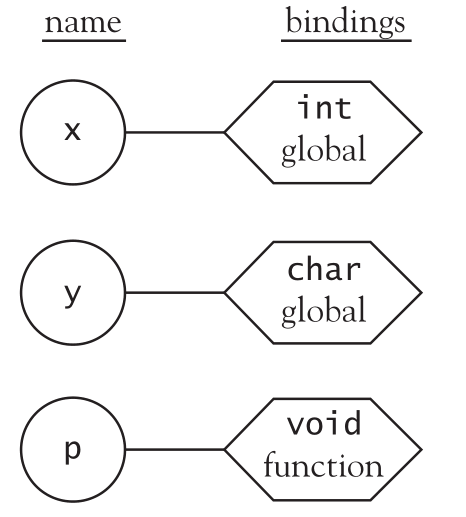 name bindings
x int
global
y char
global
p void
function